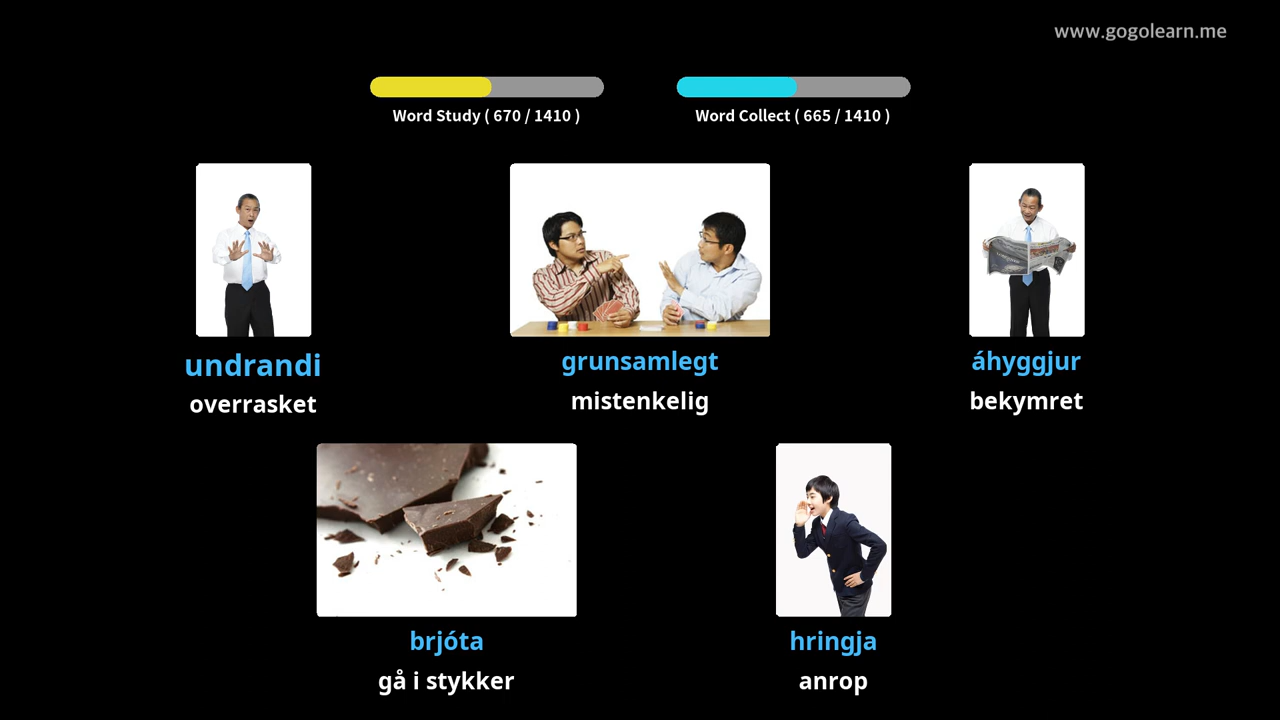 www.gogolearn.me
Word Study ( 670 / 1410 )
Word Collect ( 665 / 1410 )
undrandi
overrasket
grunsamlegt
mistenkelig
áhyggjur
bekymret
brjóta
gå i stykker
hringja
anrop